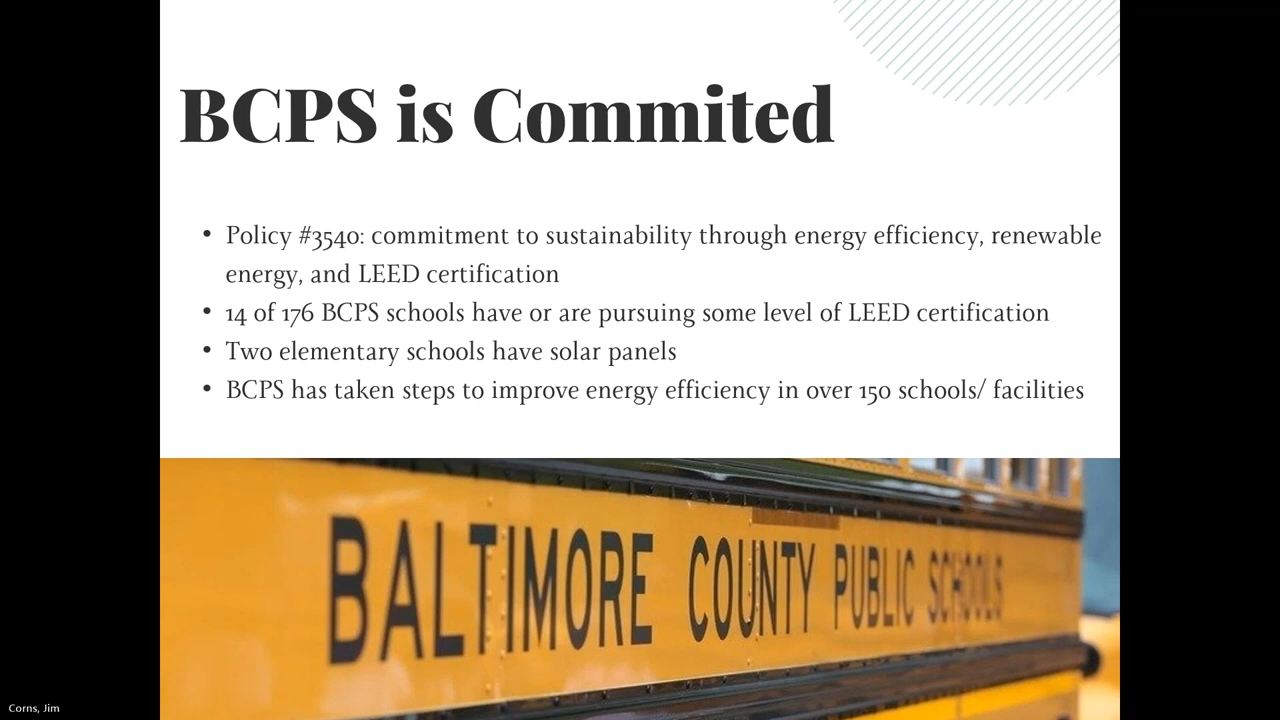 BCPS is Commited
• Policy #3540: commitment to sustainability through energy efficiency, renewable
energy, and LEED certification
• 14 of 176 BCPS schools have or are pursuing some level of LEED certification
• Two elementary schools have solar panels
• BCPS has taken steps to improve energy efficiency in over 150 schools/ facilities
BALTIMORE COUNTY PUBLIC SCHOOLS
Corns, Jim